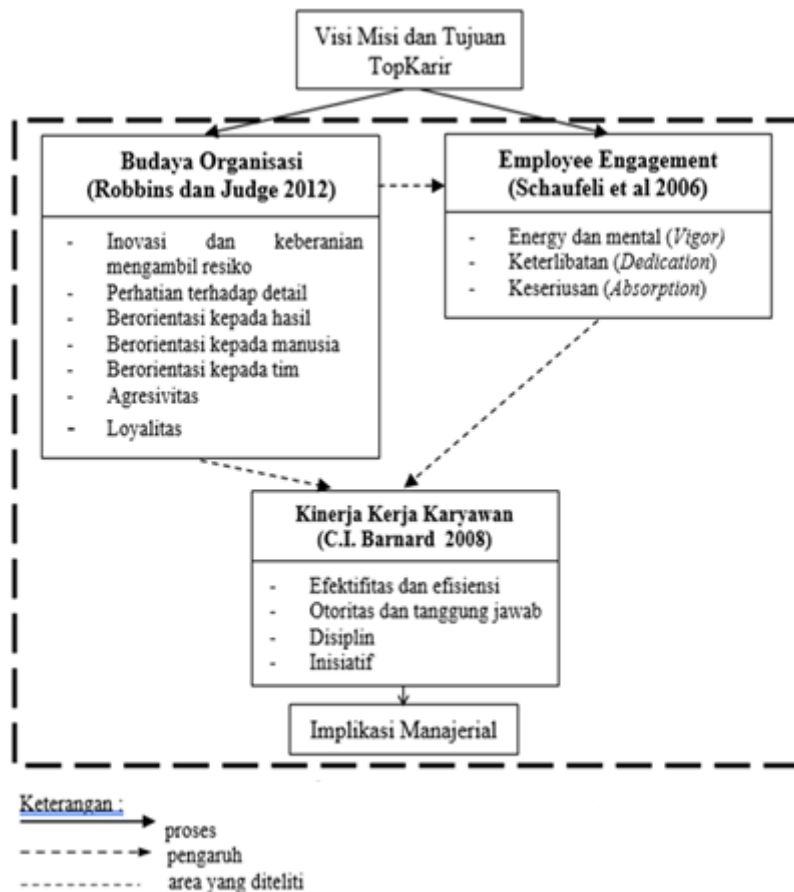 Visi Misi dan Tujuan
TopKarir
Budaya Organisasi
(Robbins dan Judge 2012)
- Inovasi dan keberanian
mengambil resiko
- Perhatian terhadap detail
- Berorientasi kepada hasil
- Berorientasi kepada manusia
- Berorientasi kepada tim
- Agresivitas
- Loyalitas
Employee Engagement
(Schaufeli et al 2006)
- Energy dan mental (Vigor)
- Keterlibatan (Dedication)
- Keseriusan (Absorption)
Kinerja Kerja Karyawan
(C.I. Barnard 2008)
- Efektifitas dan efisiensi
- Otoritas dan tanggung jawab
- Disiplin
- Inisiatif
Implikasi Manajerial
Keterangan :
proses
pengaruh
area yang diteliti